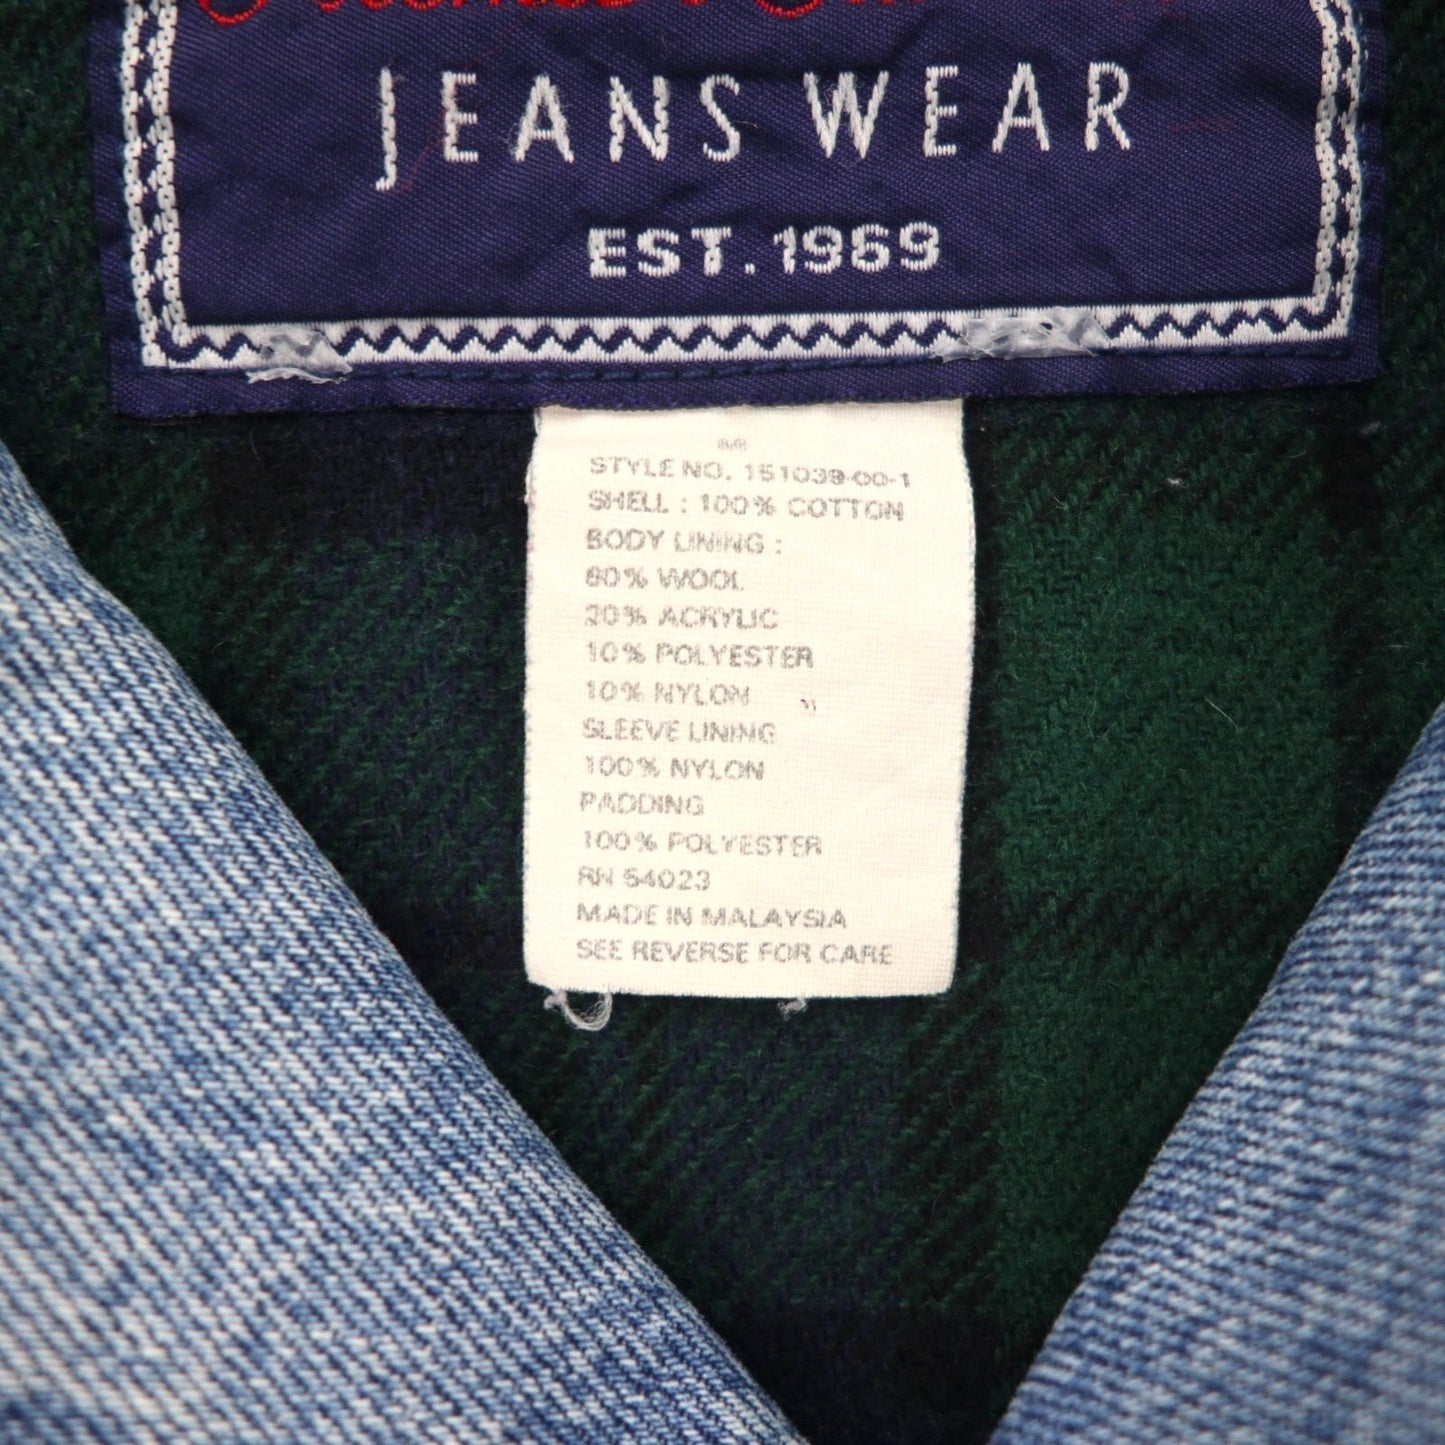 JEANS WEAR
EST. 1969
STYLE NO. 151039-00-1
SHELL : 100% COTTON
BODY LINING :
60% WOOL
20% ACRYLIC
10% POLYESTER
10% NYLON
SLEEVE LINING
100% NYLON
PADDING
100% POLYESTER
RN 54023
MADE IN MALAYSIA
SEE REVERSE FOR CARE